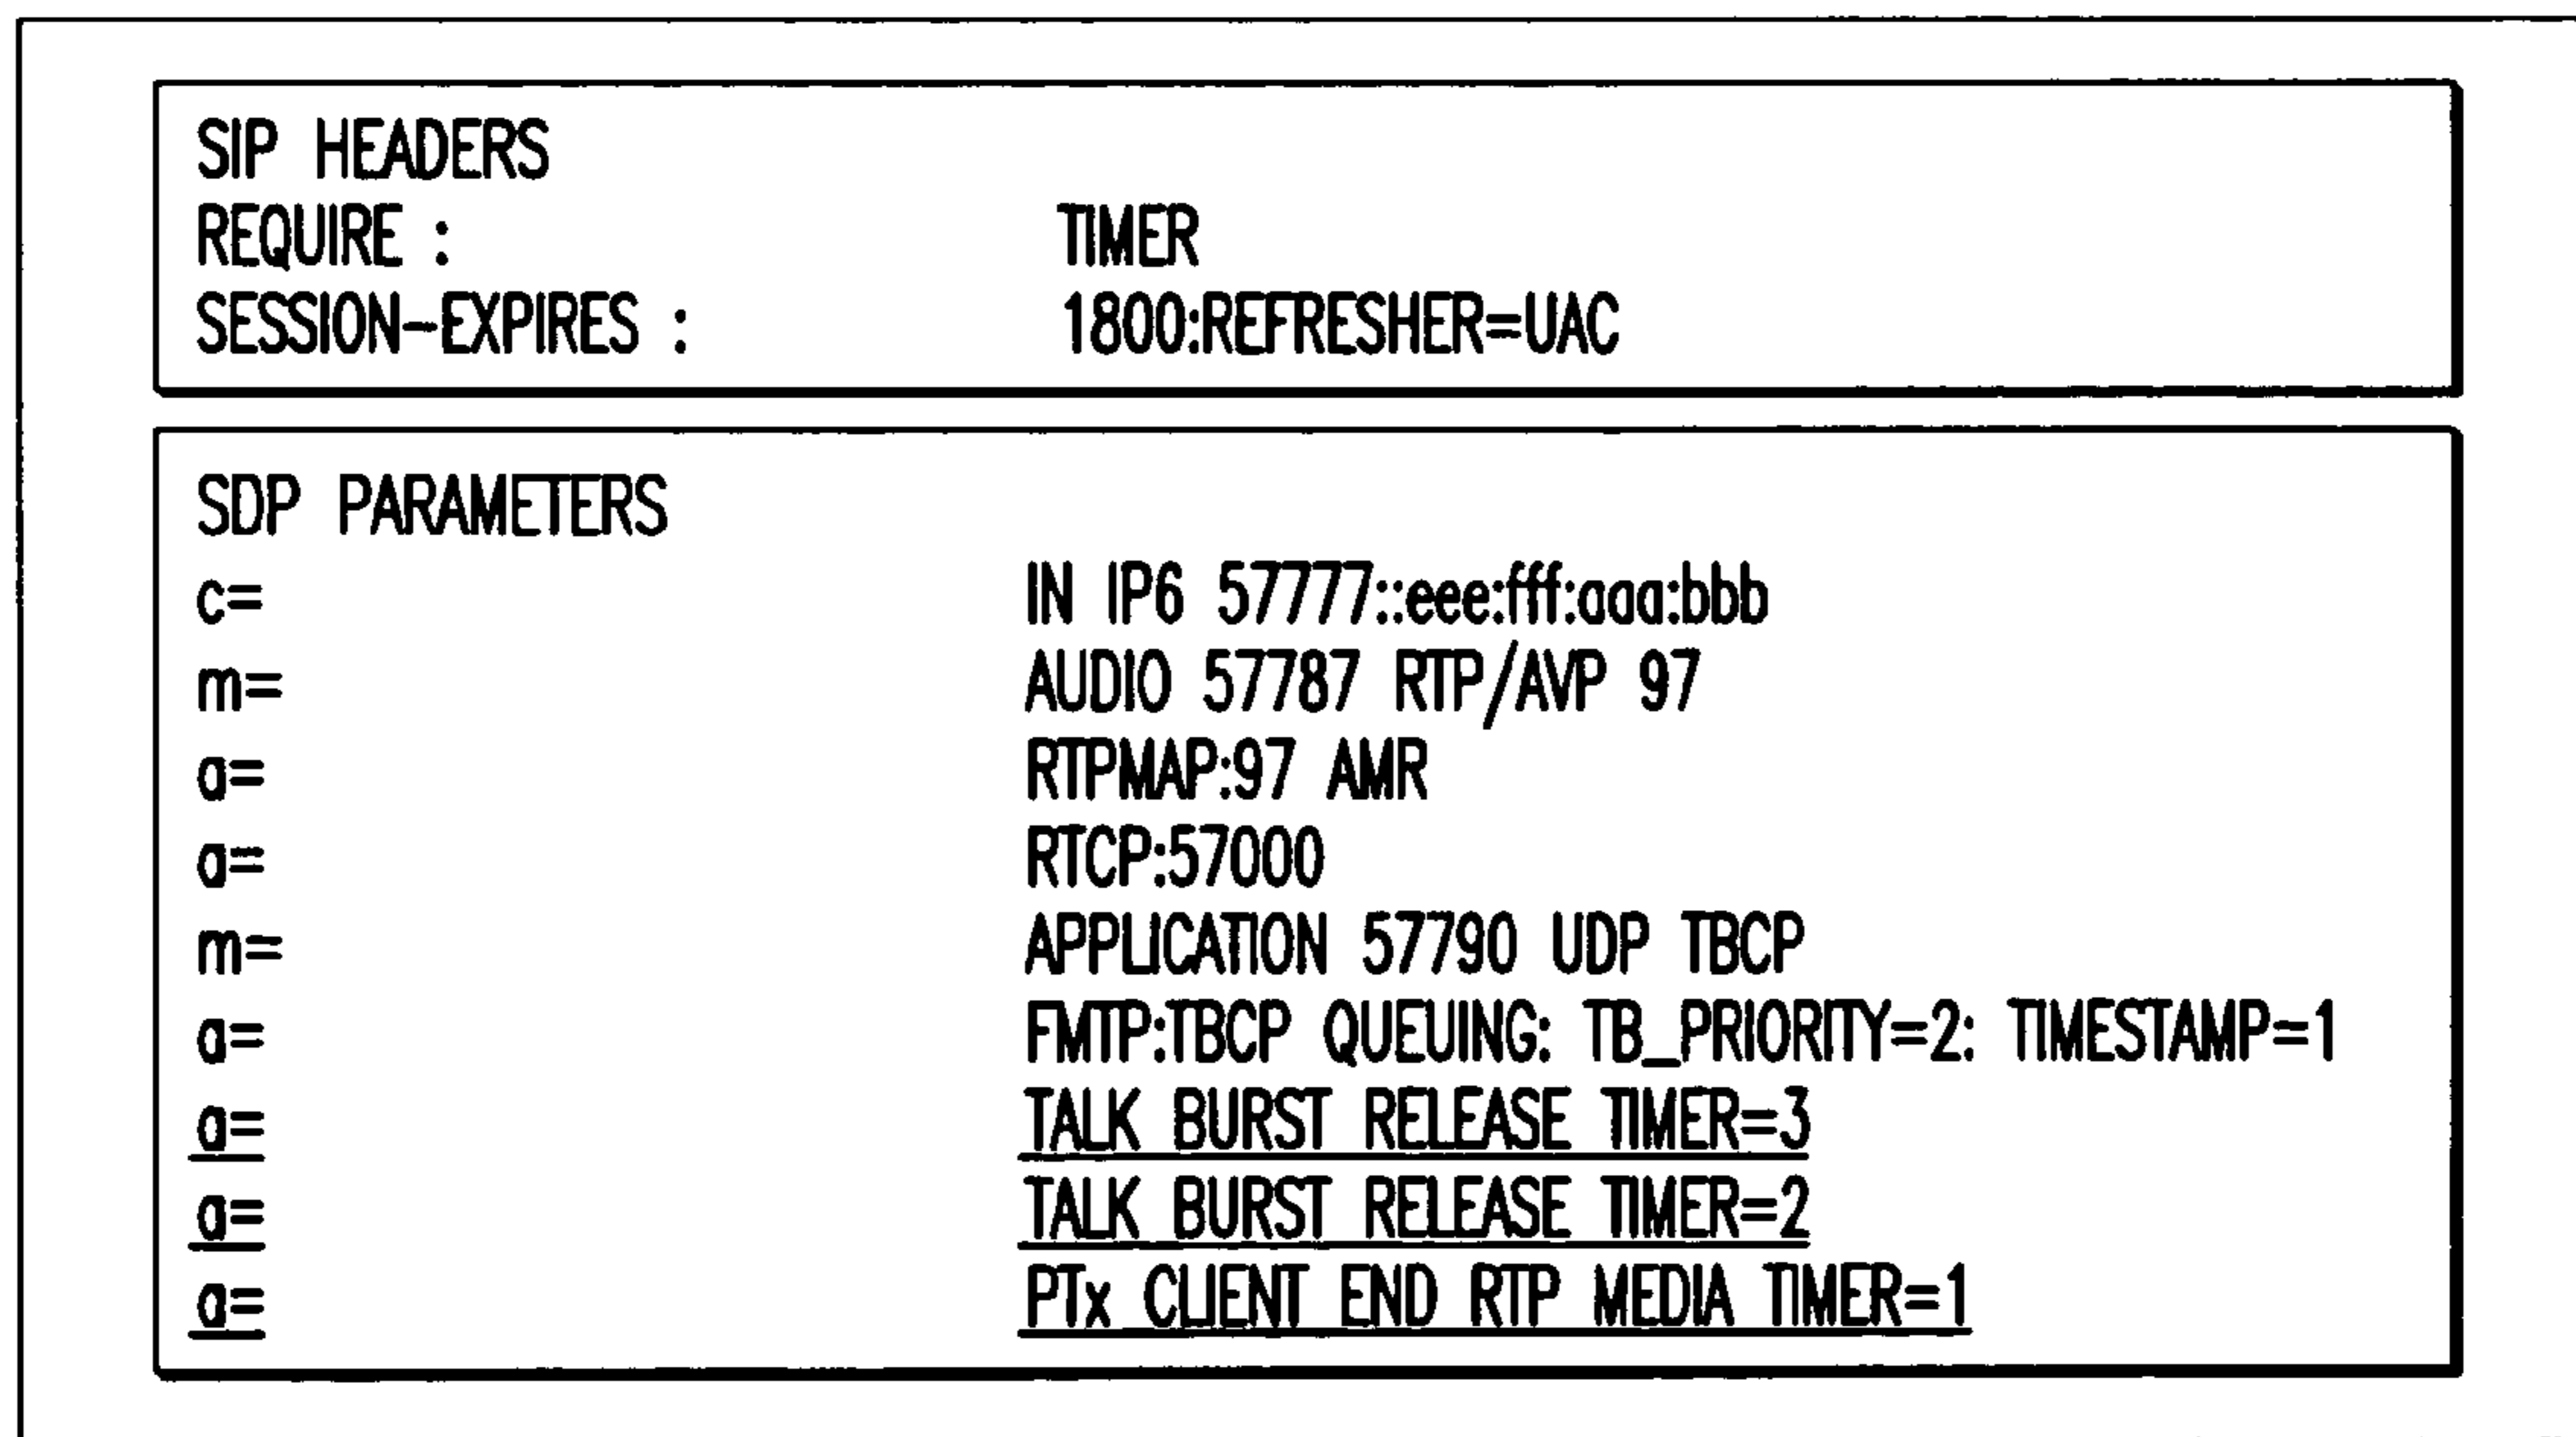 SIP HEADERS
REQUIRE : TIMER
SESSION-EXPIRES : 1800:REFRESHER=UAC
SDP PARAMETERS
c= IN IP6 57777::eee:fff:aaa:bbb
m= AUDIO 57787 RTP/AVP 97
a= RTPMAP:97 AMR
a= RTCP:57000
m= APPLICATION 57790 UDP TBCP
a= FMTP:TBCP QUEUING: TB_PRIORITY=2: TIMESTAMP=1
a= TALK BURST RELEASE TIMER=3
a= TALK BURST RELEASE TIMER=2
a= PTx CLIENT END RTP MEDIA TIMER=1